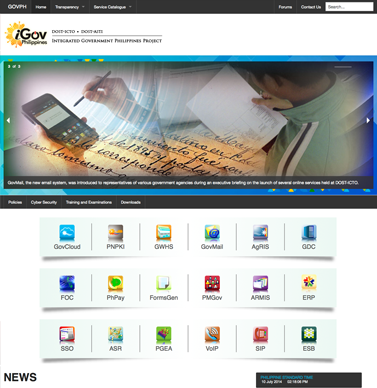 GOVPH Home Transparency Service Catalogue Forums Contact Us Search...
iGov
Philippines
DOST-ICTO • DOST-ASTI
Integrated Government Philippines Project
GovMail, the new email system, was introduced to representatives of various government agencies during an executive briefing on the launch of several online services held at DOST-ICTO.
Policies Cyber Security Training and Examinations Downloads
GovCloud PNPKI GWHS GovMail AgRIS GDC
FOC PhPay FormsGen PMGov ARMIS ERP
SSO ASR PGEA VoIP SIP ESB
NEWS
PHILIPPINE STANDARD TIME
10 July 2014 02:18:09 PM